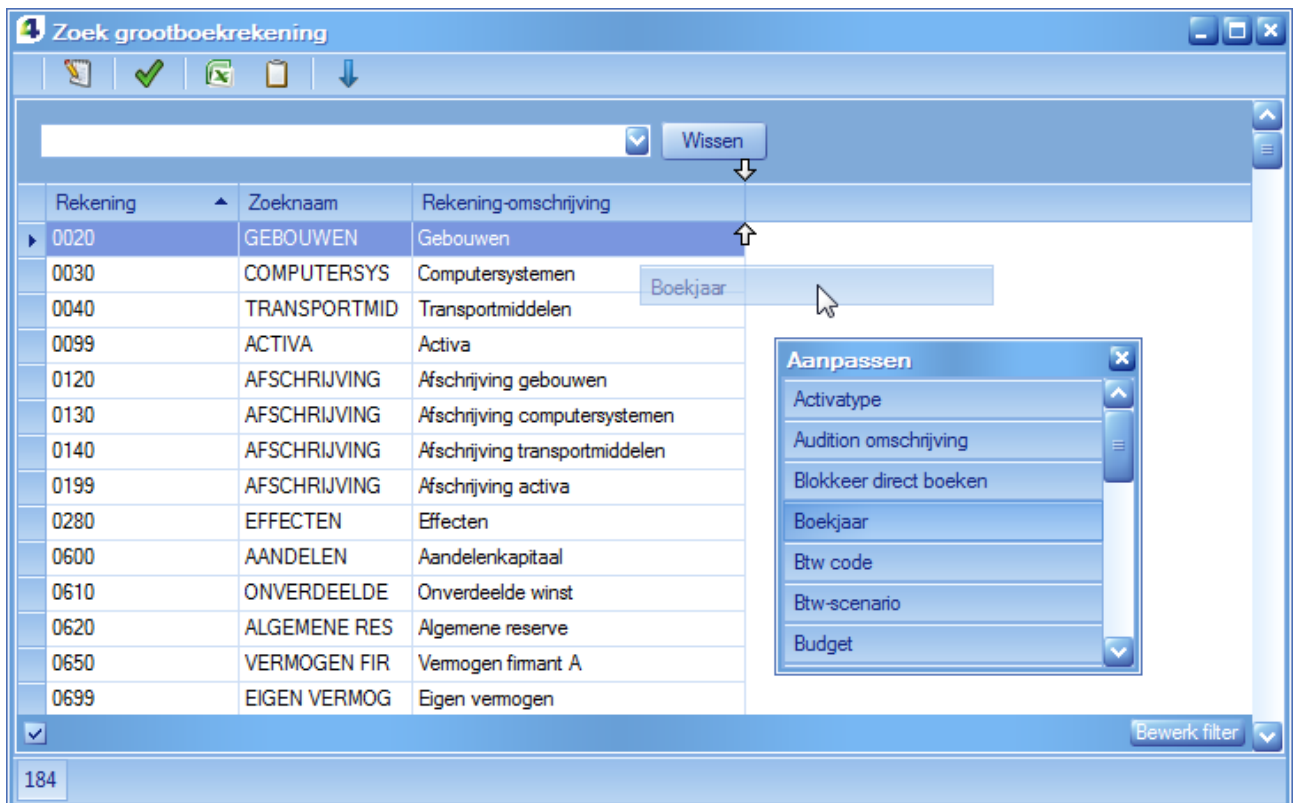 4 Zoek grootboekrekening
Wissen
Rekening Zoeknaam Rekening-omschrijving
0020 GEBOUWEN Gebouwen
0030 COMPUTERSYS Computersystemen
Boekjaar
0040 TRANSPORTMID Transportmiddelen
0099 ACTIVA Activa
0120 AFSCHRIJVING Afschrijving gebouwen
0130 AFSCHRIJVING Afschrijving computersystemen
0140 AFSCHRIJVING Afschrijving transportmiddelen
0199 AFSCHRIJVING Afschrijving activa
0280 EFFECTEN Effecten
0600 AANDELEN Aandelenkapitaal
0610 ONVERDEELDE Onverdeelde winst
0620 ALGEMENE RES Algemene reserve
0650 VERMOGEN FIR Vermogen firmant A
0699 EIGEN VERMOG Eigen vermogen
Aanpassen
Activatype
Audition omschrijving
Blokkeer direct boeken
Boekjaar
Btw code
Btw-scenario
Budget
Bewerk filter
184